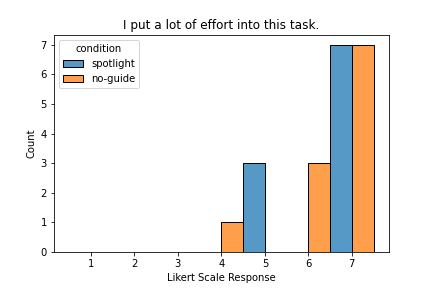 I put a lot of effort into this task.
condition
spotlight
no-guide
7
6
5
4
3
2
1
0
Count
1 2 3 4 5 6 7
Likert Scale Response